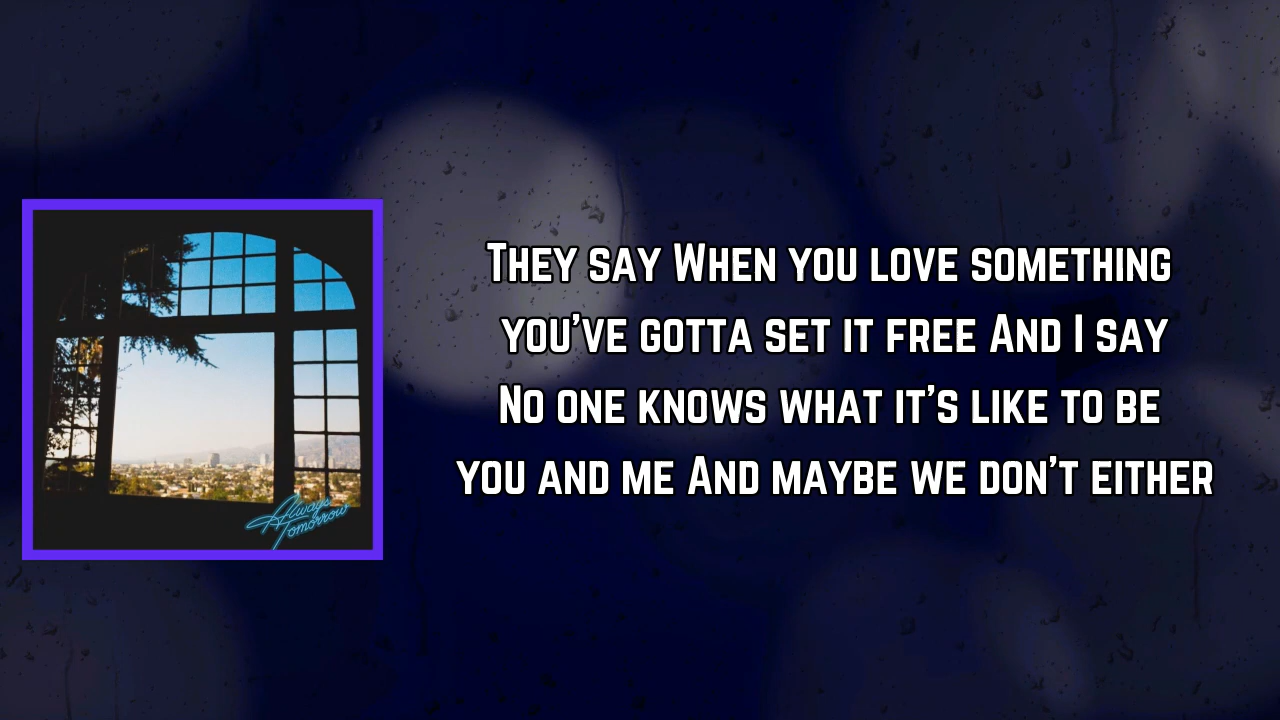 Always
Tomorrow
They say When you love something
you've gotta set it free And I say
No one knows what it's like to be
you and me And maybe we don't either